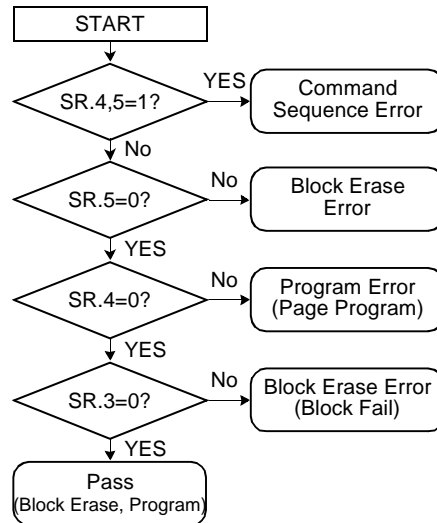 START
SR.4,5=1?
YES
Command
Sequence Error
No
SR.5=0?
No
Block Erase
Error
YES
SR.4=0?
No
Program Error
(Page Program)
YES
SR.3=0?
No
Block Erase Error
(Block Fail)
YES
Pass
(Block Erase, Program)